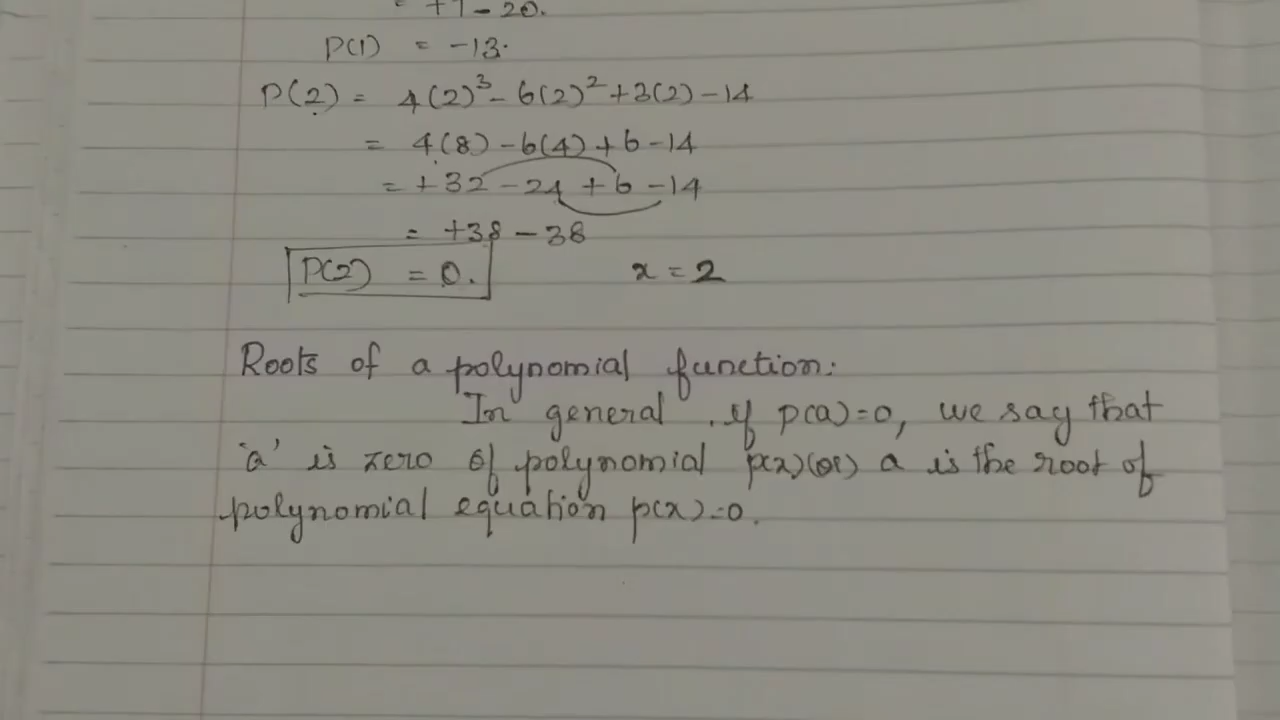 = +7 - 20.
P(1) = -13.
P(2) = 4(2)³ - 6(2)² + 3(2) - 14
= 4(8) - 6(4) + 6 - 14
= +32 - 24 + 6 - 14
= +38 - 38
P(2) = 0. x = 2
Roots of a polynomial function:
In general, if p(a)=0, we say that
'a' is zero of polynomial p(x)(or) a is the root of
polynomial equation p(x)=0.